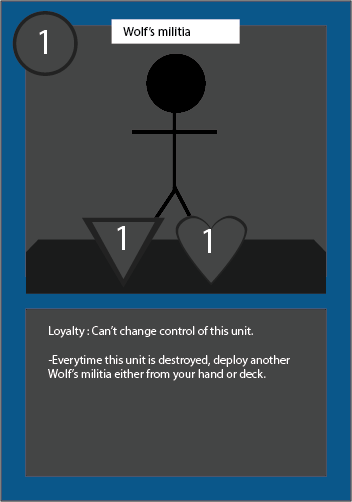 1
Wolf's militia
1
1
Loyalty : Can't change control of this unit.
-Everytime this unit is destroyed, deploy another
Wolf's militia either from your hand or deck.